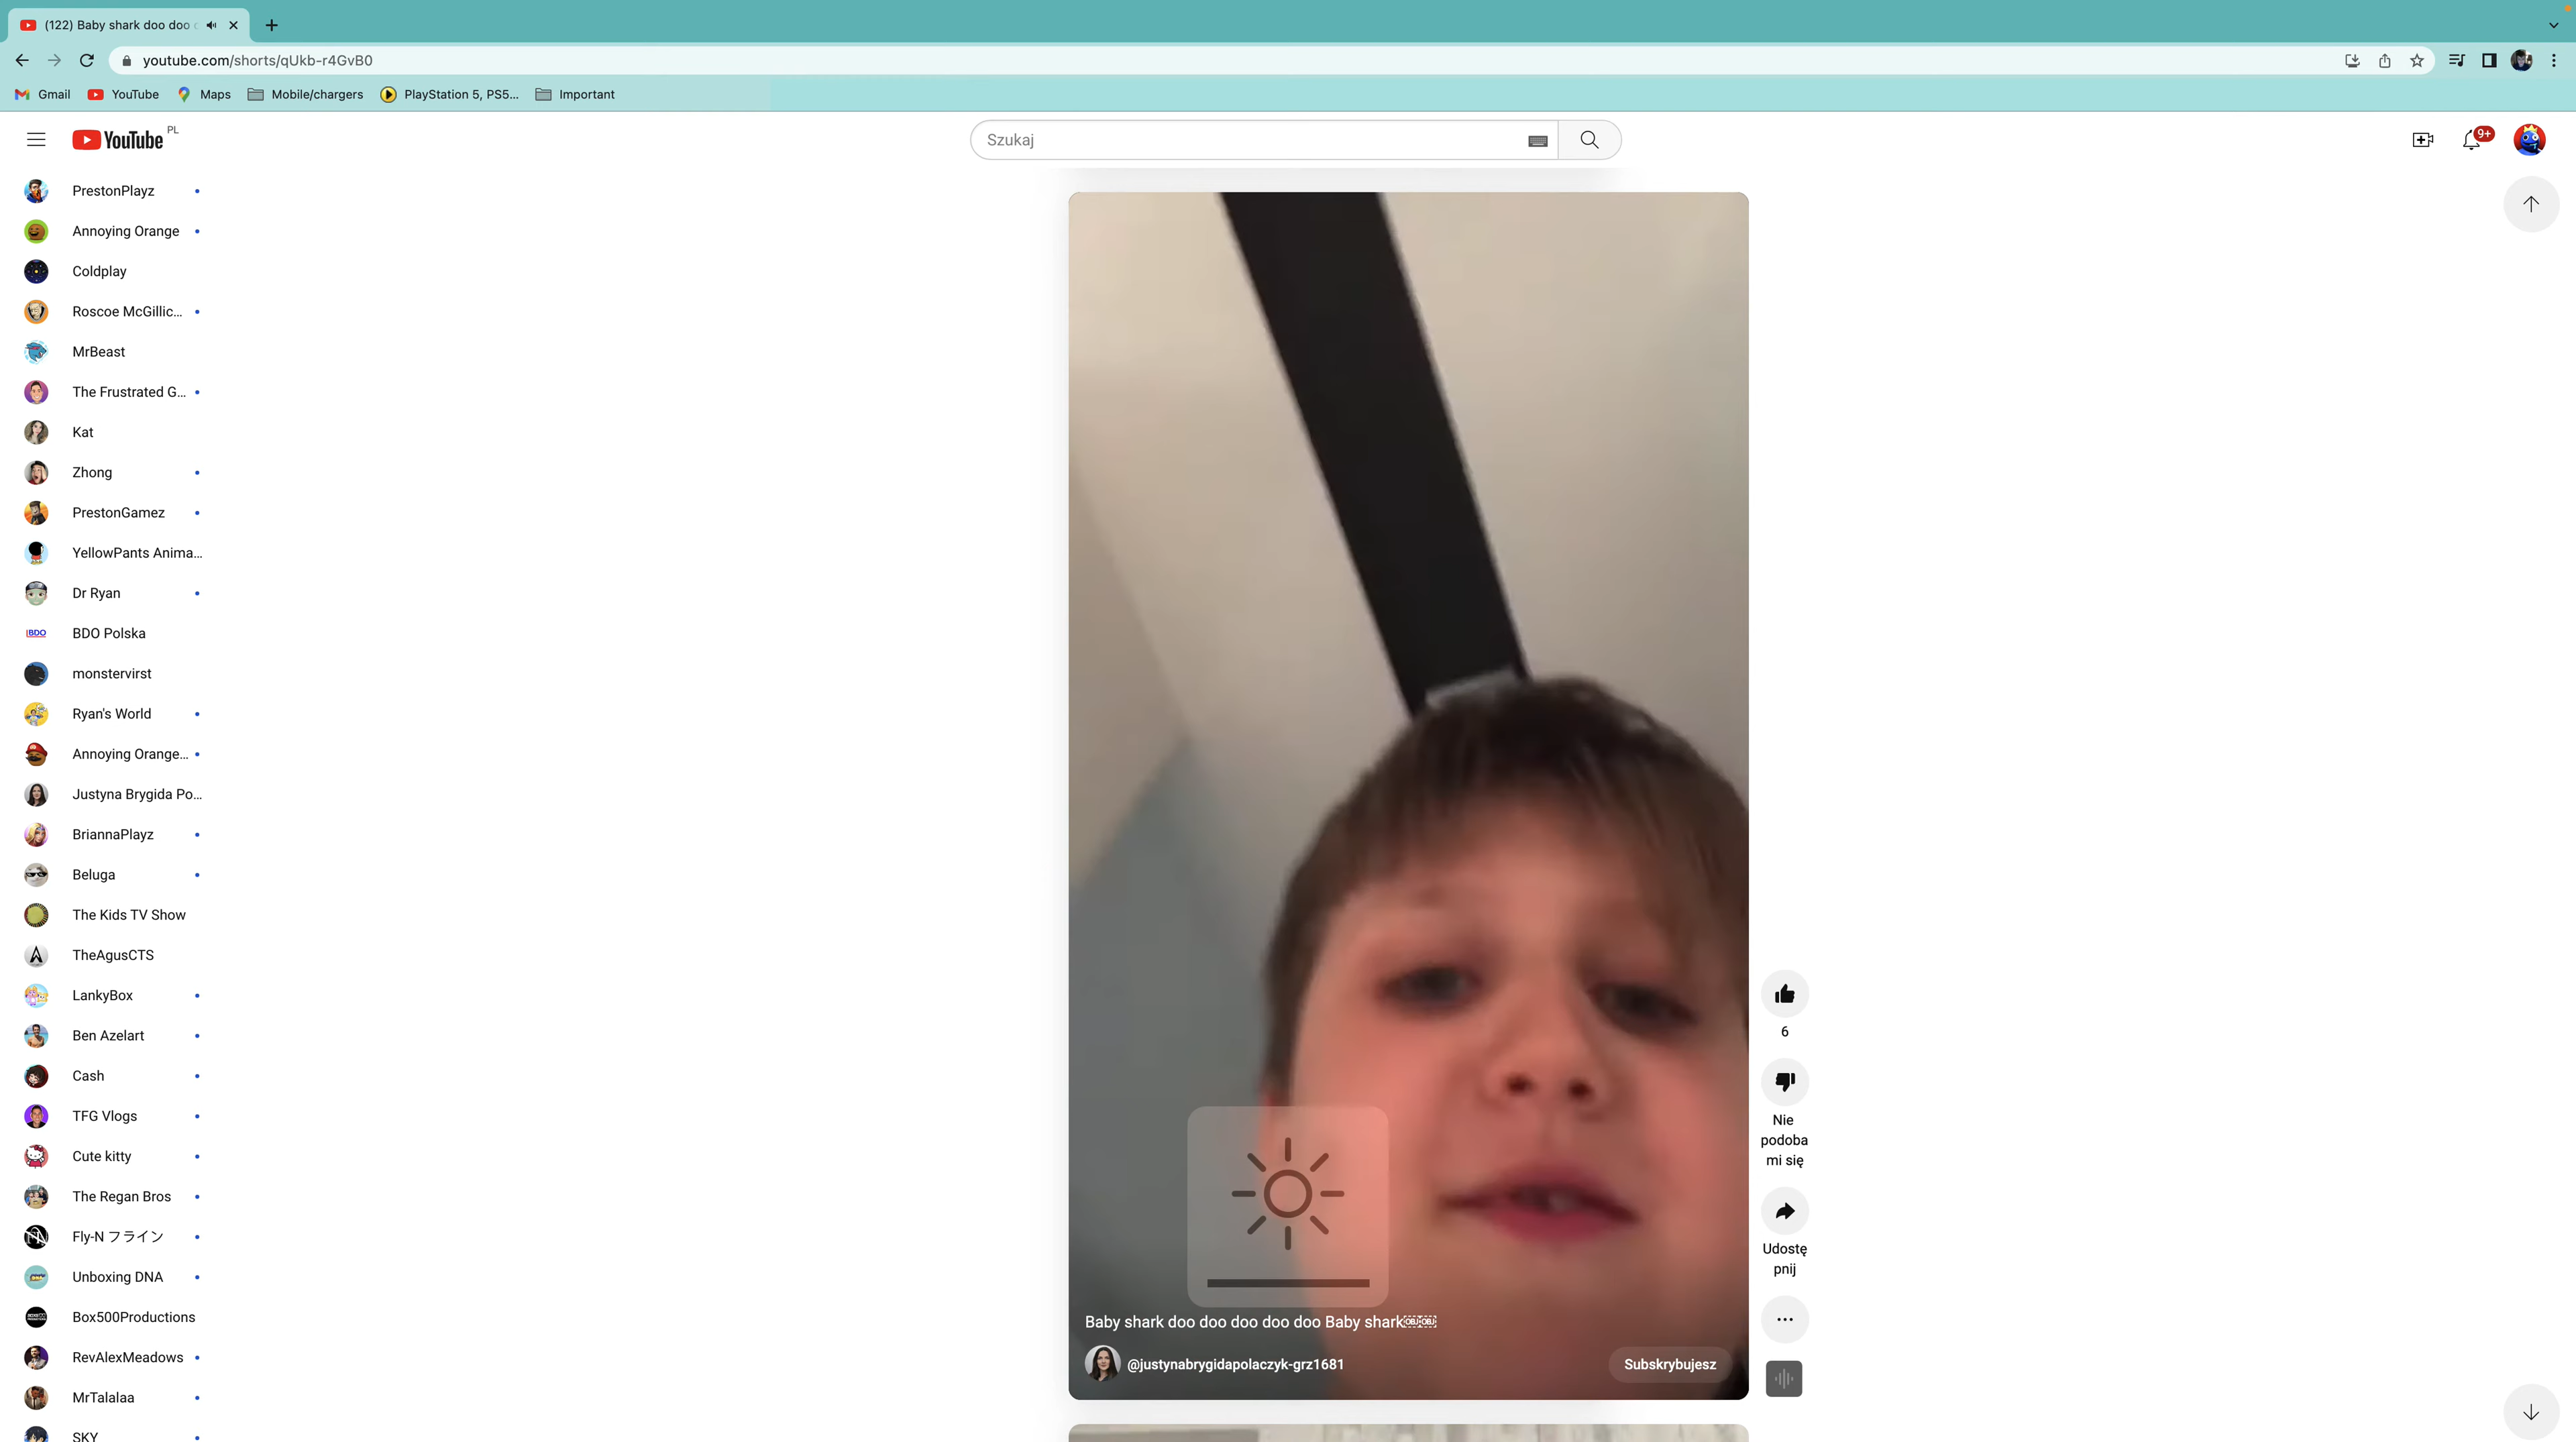 (122) Baby shark doo doo
youtube.com/shorts/qUkb-r4GvB0
Gmail YouTube Maps Mobile/chargers PlayStation 5, PS5... Important
YouTube PL
Szukaj
9+
PrestonPlayz
Annoying Orange
Coldplay
Roscoe McGillic...
MrBeast
The Frustrated G...
Kat
Zhong
PrestonGamez
YellowPants Anima...
Dr Ryan
BDO
BDO Polska
monstervirst
Ryan's World
Annoying Orange...
Justyna Brygida Po...
BriannaPlayz
Beluga
The Kids TV Show
TheAgusCTS
LankyBox
Ben Azelart
Cash
TFG Vlogs
Cute kitty
The Regan Bros
Fly-N フライン
Unboxing DNA
Box500Productions
RevAlexMeadows
MrTalalaa
SKY
6
Nie
podoba
mi się
Udostę
pnij
Baby shark doo doo doo doo doo Baby shark￼￼
@justynabrygidapolaczyk-grz1681
Subskrybujesz